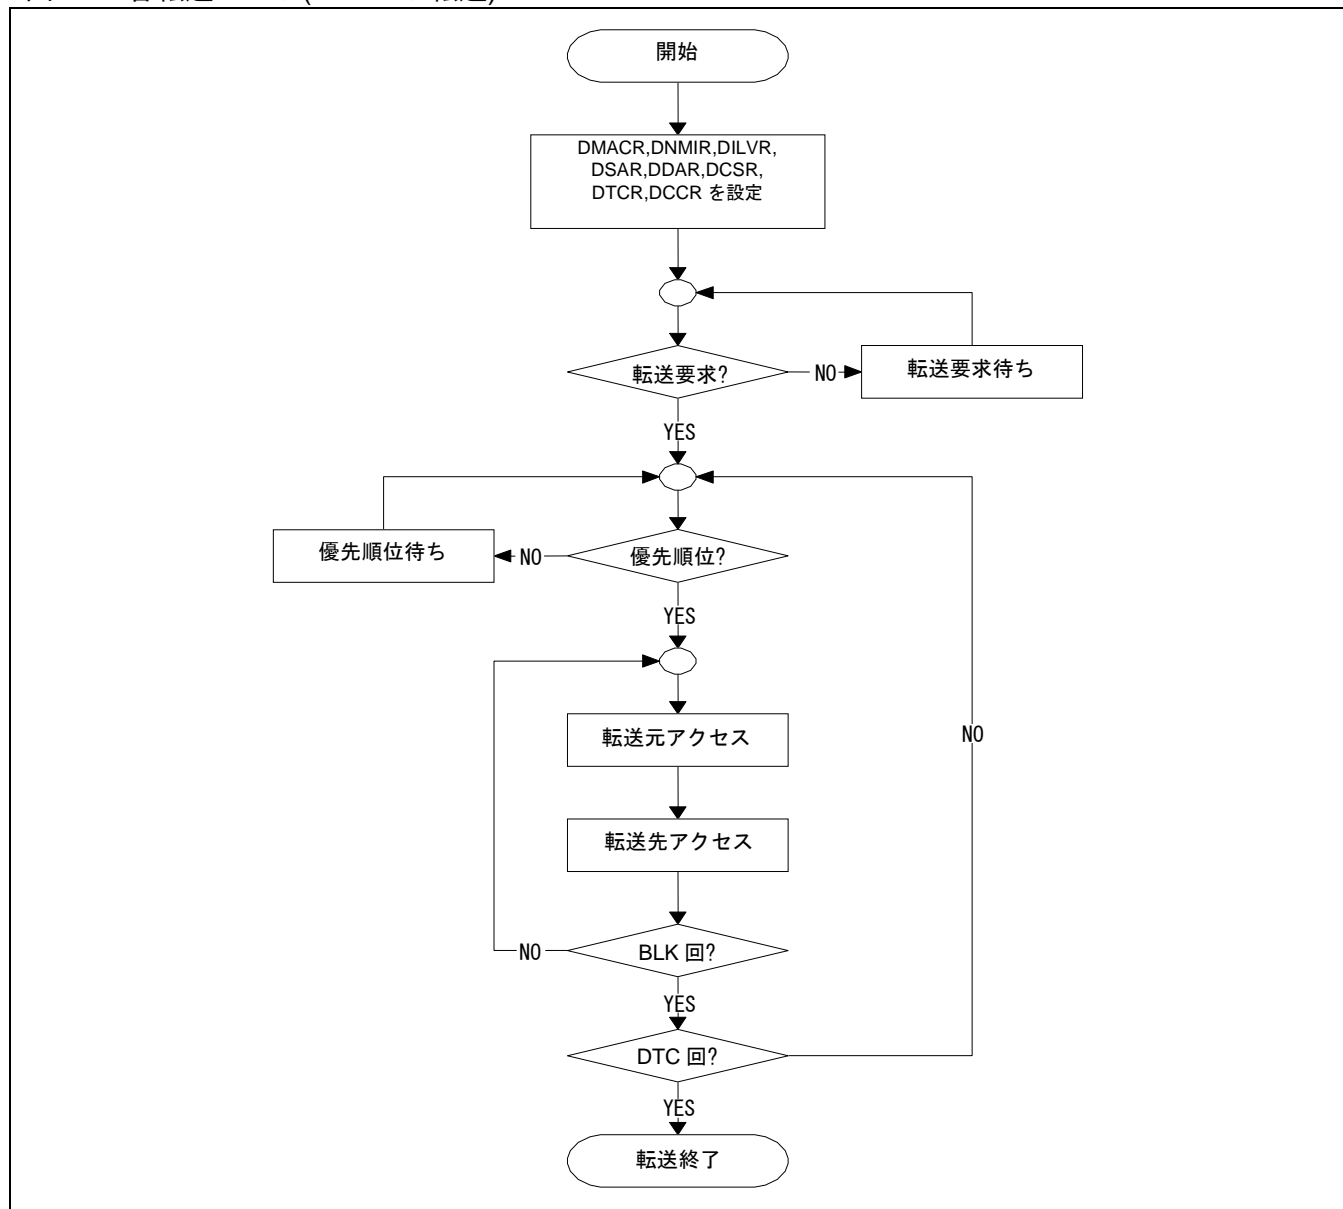 開始
DMACR,DNMIR,DILVR,
DSAR,DDAR,DCSR,
DTCR,DCCR を設定
転送要求?
NO
転送要求待ち
YES
優先順位待ち
NO
優先順位?
YES
転送元アクセス
NO
転送先アクセス
NO
BLK 回?
YES
DTC 回?
YES
転送終了